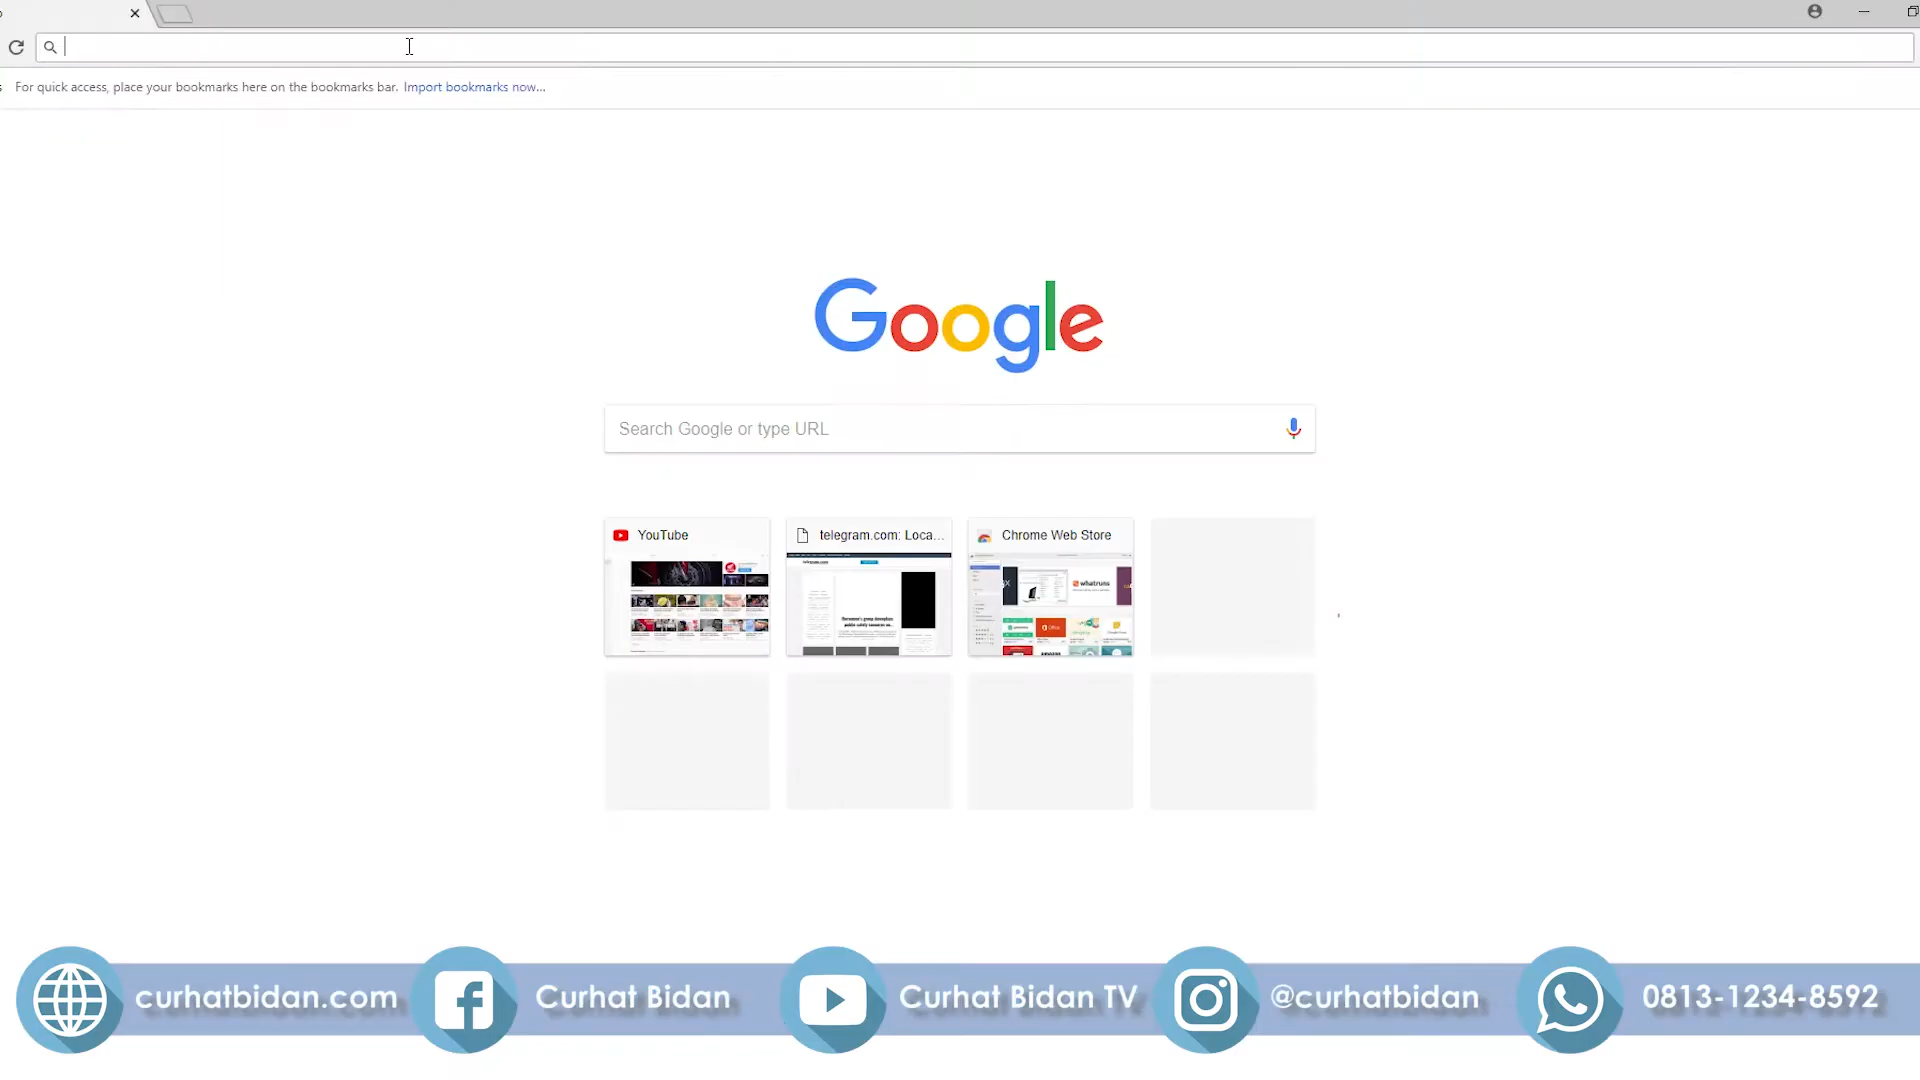 For quick access, place your bookmarks here on the bookmarks bar. Import bookmarks now...
Google
Search Google or type URL
YouTube
telegram.com: Loca...
Chrome Web Store
whatruns
curhatbidan.com
Curhat Bidan
Curhat Bidan TV
@curhatbidan
0813-1234-8592